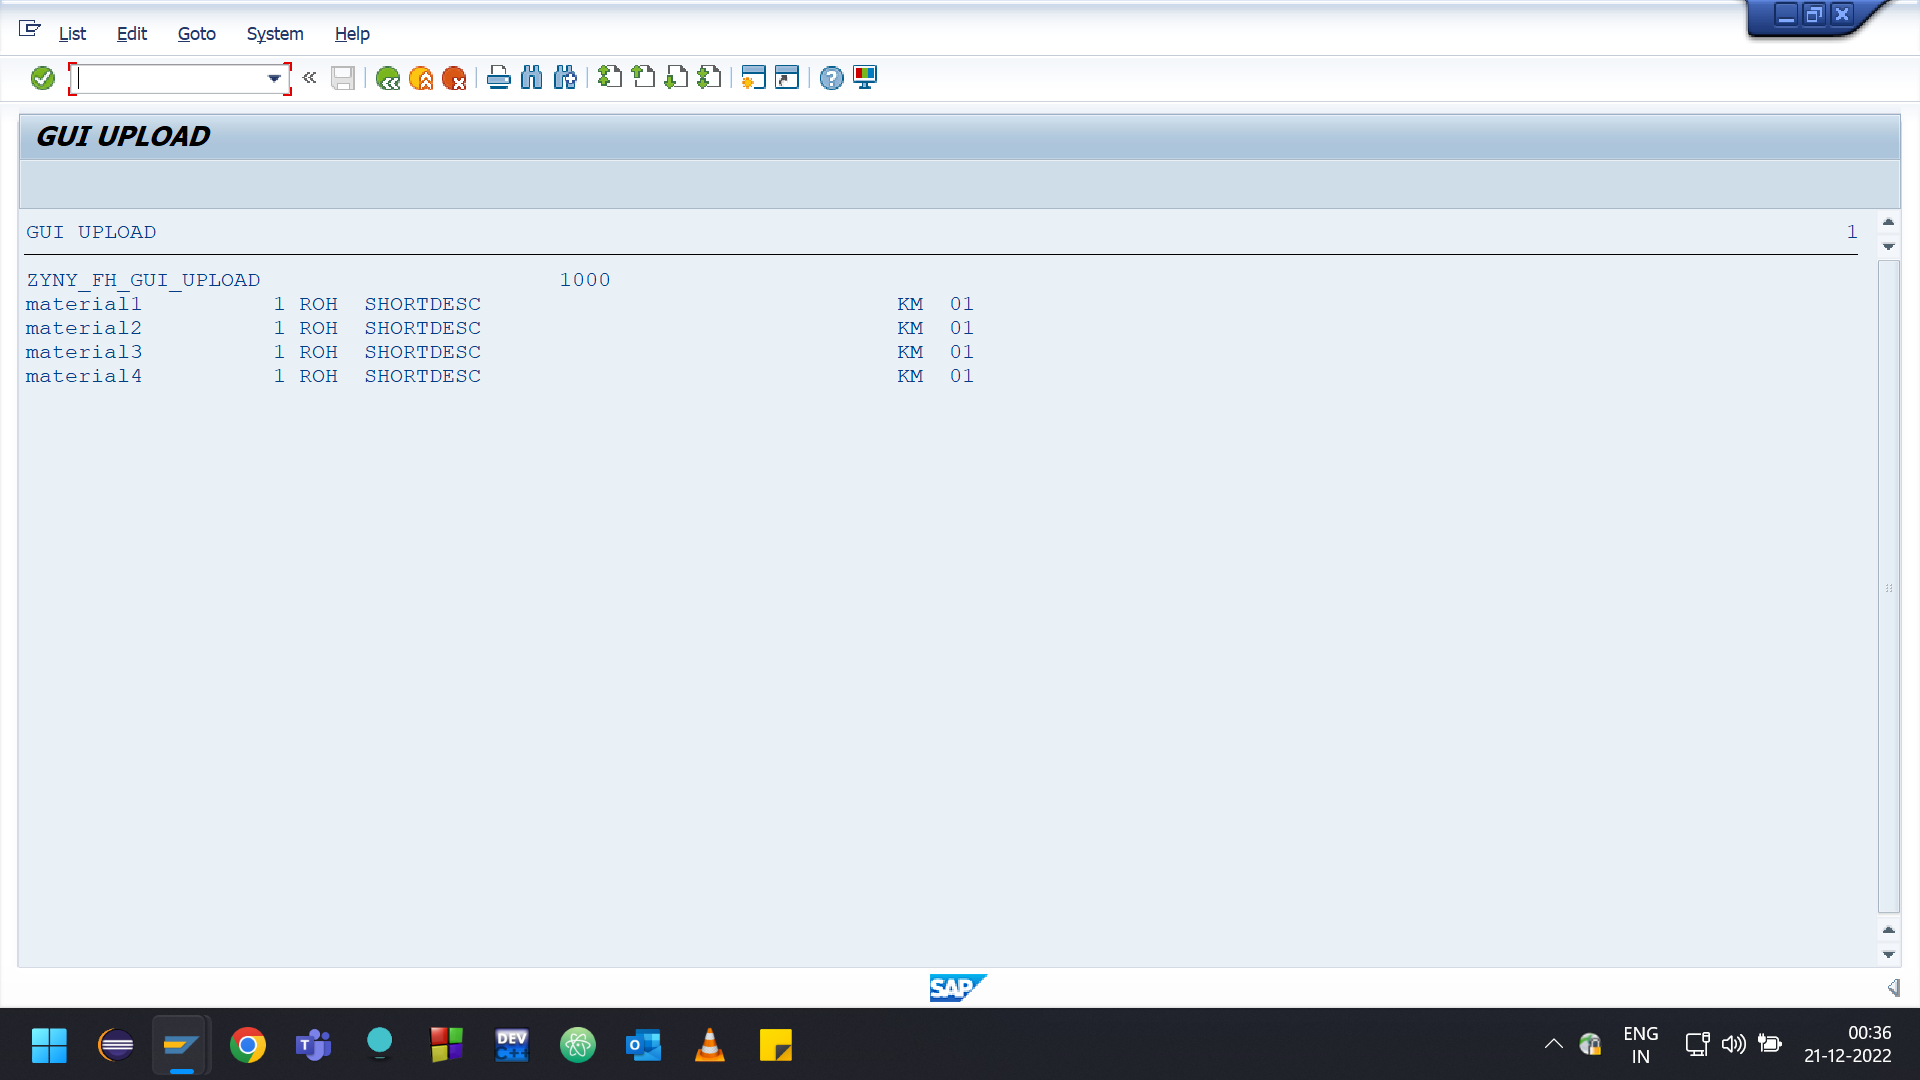 List Edit Goto System Help
GUI UPLOAD
GUI UPLOAD 1
ZYNY_FH_GUI_UPLOAD 1000
material1 1 ROH SHORTDESC KM 01
material2 1 ROH SHORTDESC KM 01
material3 1 ROH SHORTDESC KM 01
material4 1 ROH SHORTDESC KM 01
SAP
T
DEV
C++
O
ENG
IN
00:36
21-12-2022